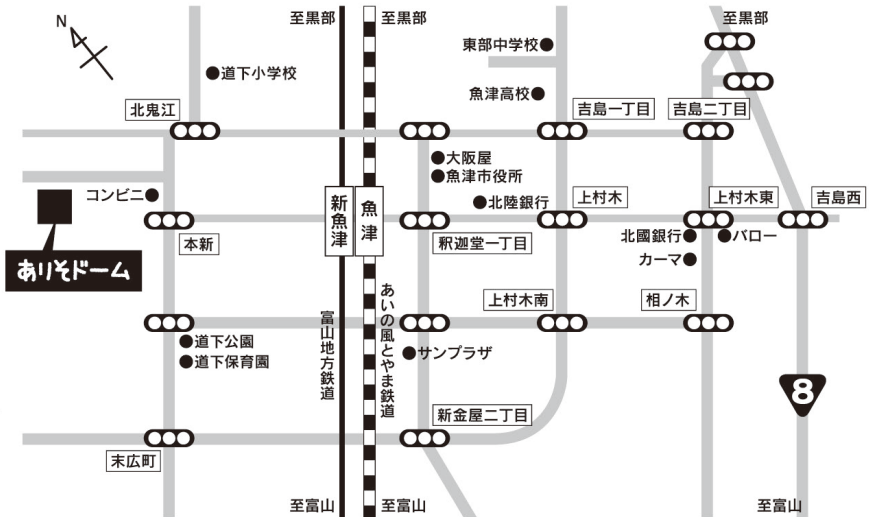 至黒部
至黒部
至黒部
N
東部中学校
道下小学校
魚津高校
北鬼江
吉島一丁目
吉島二丁目
大阪屋
魚津市役所
コンビニ
新魚津
魚津
北陸銀行
上村木
上村木東
吉島西
本新
釈迦堂一丁目
北國銀行
バロー
カーマ
ありそドーム
上村木南
相ノ木
富山地方鉄道
あいの風とやま鉄道
道下公園
道下保育園
サンプラザ
8
新金屋二丁目
末広町
至富山
至富山
至富山